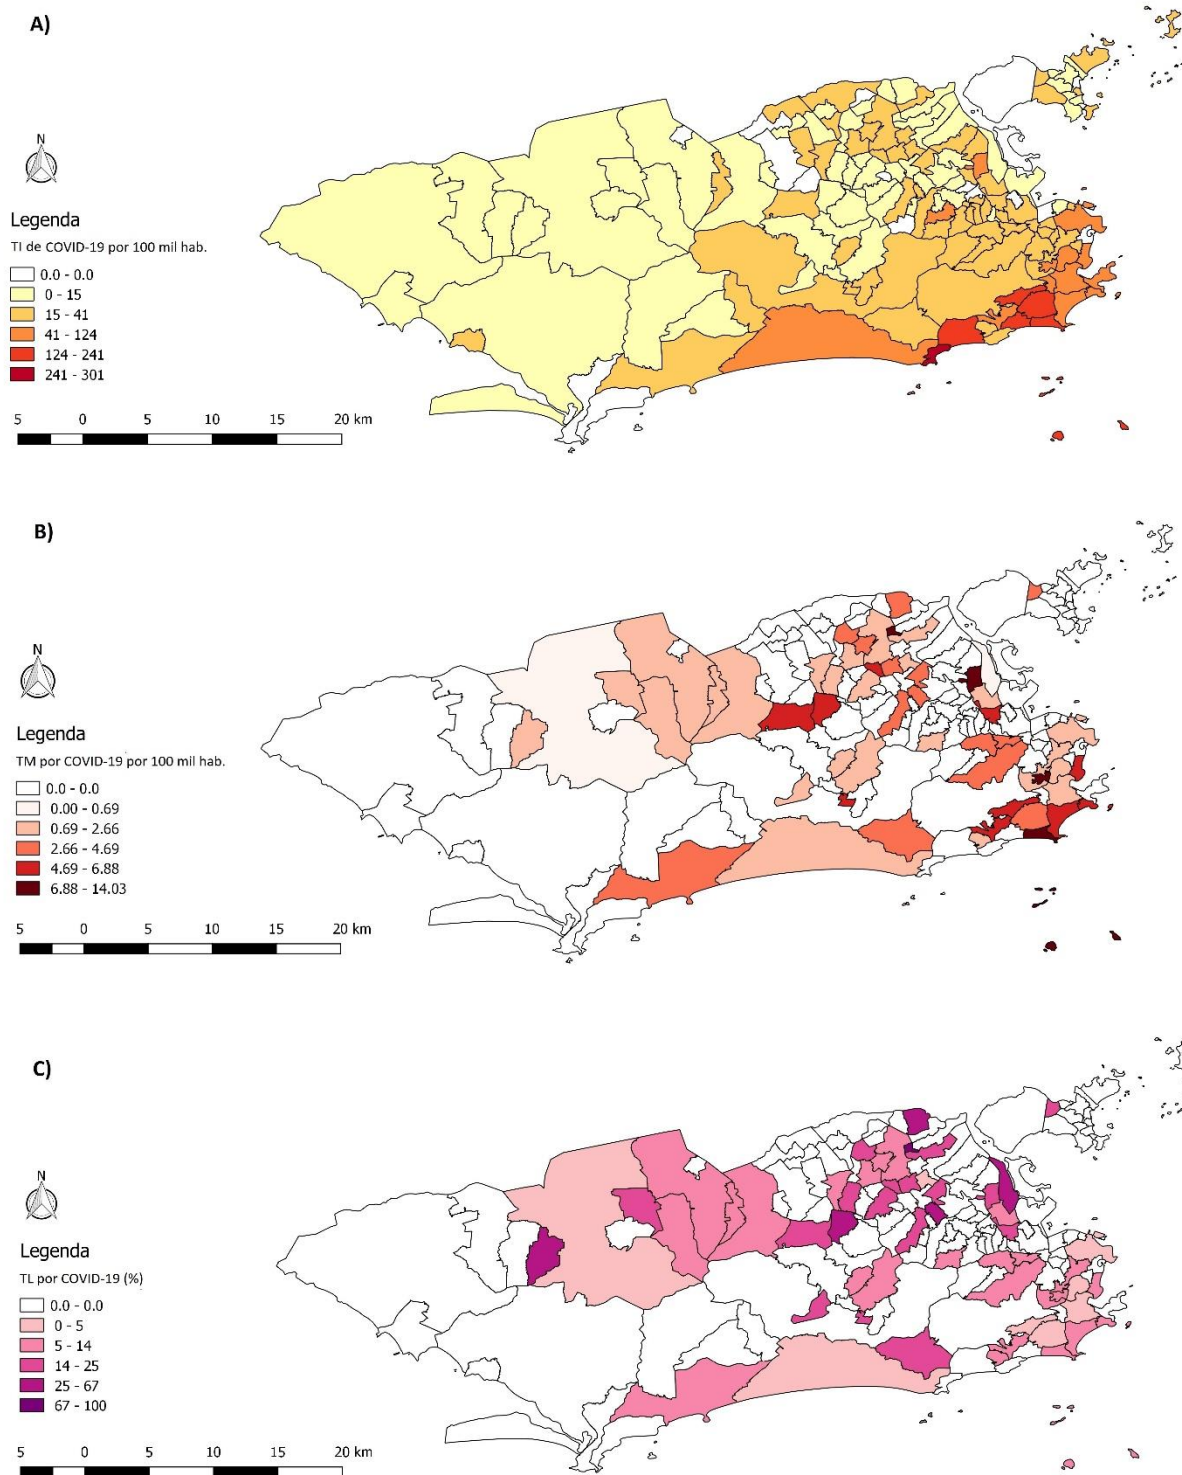 A)
N
Legenda
TI de COVID-19 por 100 mil hab.
0.0 - 0.0
0 - 15
15 - 41
41 - 124
124 - 241
241 - 301
5 0 5 10 15 20 km
B)
N
Legenda
TM por COVID-19 por 100 mil hab.
0.0 - 0.0
0.00 - 0.69
0.69 - 2.66
2.66 - 4.69
4.69 - 6.88
6.88 - 14.03
5 0 5 10 15 20 km
C)
N
Legenda
TL por COVID-19 (%)
0.0 - 0.0
0 - 5
5 - 14
14 - 25
25 - 67
67 - 100
5 0 5 10 15 20 km